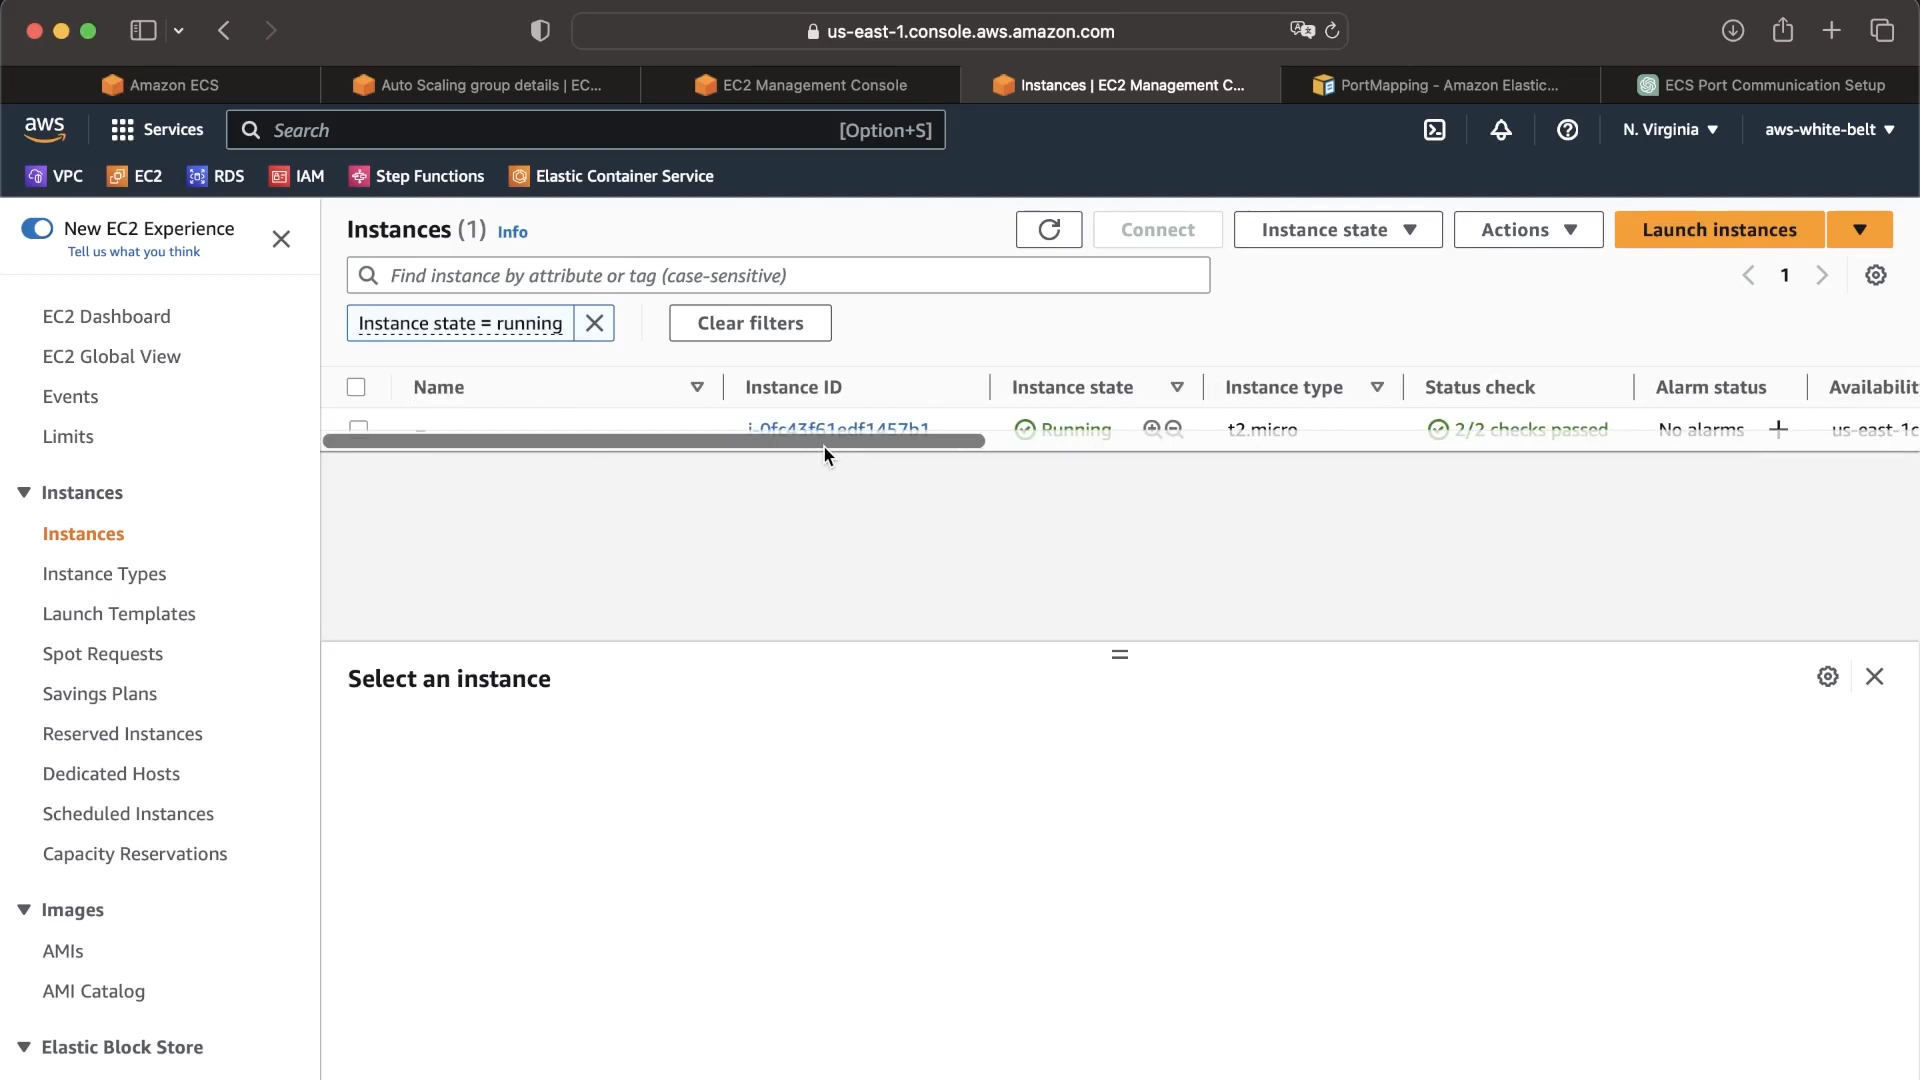 us-east-1.console.aws.amazon.com
Amazon ECS
Auto Scaling group details | EC...
EC2 Management Console
Instances | EC2 Management C...
PortMapping - Amazon Elastic...
ECS Port Communication Setup
aws
Services
Search
[Option+S]
N. Virginia
aws-white-belt
VPC
EC2
RDS
IAM
Step Functions
Elastic Container Service
New EC2 Experience
Tell us what you think
EC2 Dashboard
EC2 Global View
Events
Limits
Instances
Instances
Instance Types
Launch Templates
Spot Requests
Savings Plans
Reserved Instances
Dedicated Hosts
Scheduled Instances
Capacity Reservations
Images
AMIs
AMI Catalog
Elastic Block Store
Instances (1) Info
Connect
Instance state
Actions
Launch instances
Find instance by attribute or tag (case-sensitive)
1
Instance state = running
Clear filters
Name Instance ID Instance state Instance type Status check Alarm status Availabilit
– i-0fc43f61edf1457b1 Running t2.micro 2/2 checks passed No alarms us-east-1c
Select an instance